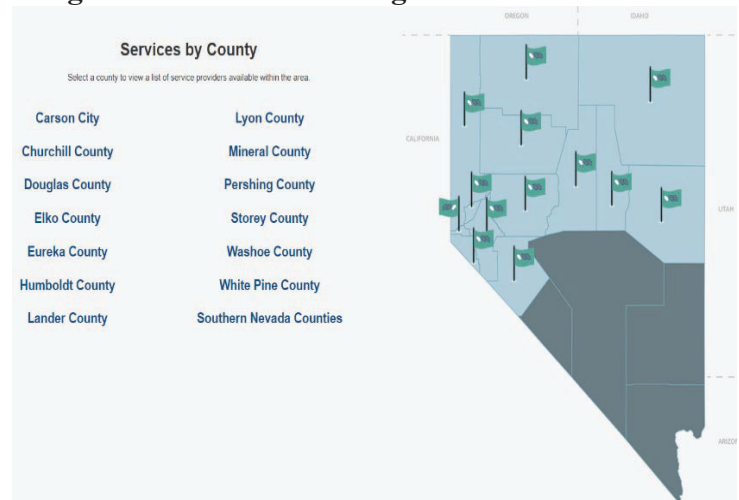 OREGON
IDAHO
Services by County
Select a county to view a list of service providers available within the area.
Carson City
Lyon County
Churchill County
Mineral County
CALIFORNIA
Douglas County
Pershing County
Elko County
Storey County
UTAH
Eureka County
Washoe County
Humboldt County
White Pine County
Lander County
Southern Nevada Counties